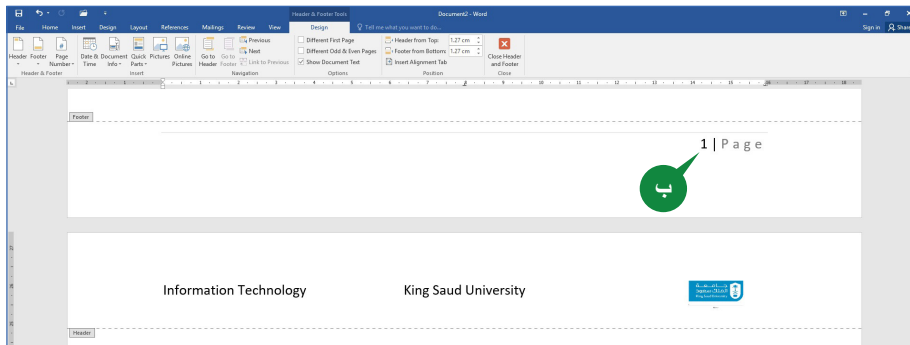 Header & Footer Tools
Document2 - Word
File Home Insert Design Layout References Mailings Review View Design Tell me what you want to do... Sign in Share
Header Footer Page Number
Date & Time Document Info Quick Parts Pictures Online Pictures
Go to Header Go to Footer Previous Next Link to Previous
Different First Page
Different Odd & Even Pages
Show Document Text
Header from Top: 1.27 cm
Footer from Bottom: 1.27 cm
Insert Alignment Tab
Close Header and Footer
Header & Footer Insert Navigation Options Position Close
Footer
1 | Page
ب
Information Technology King Saud University
King Saud University
Header